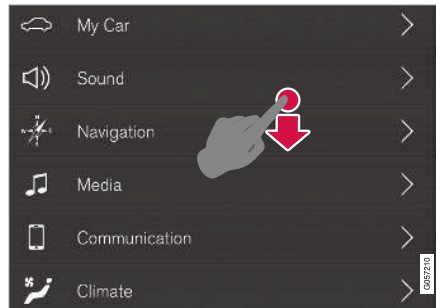 My Car
Sound
Navigation
Media
Communication
Climate
G057210